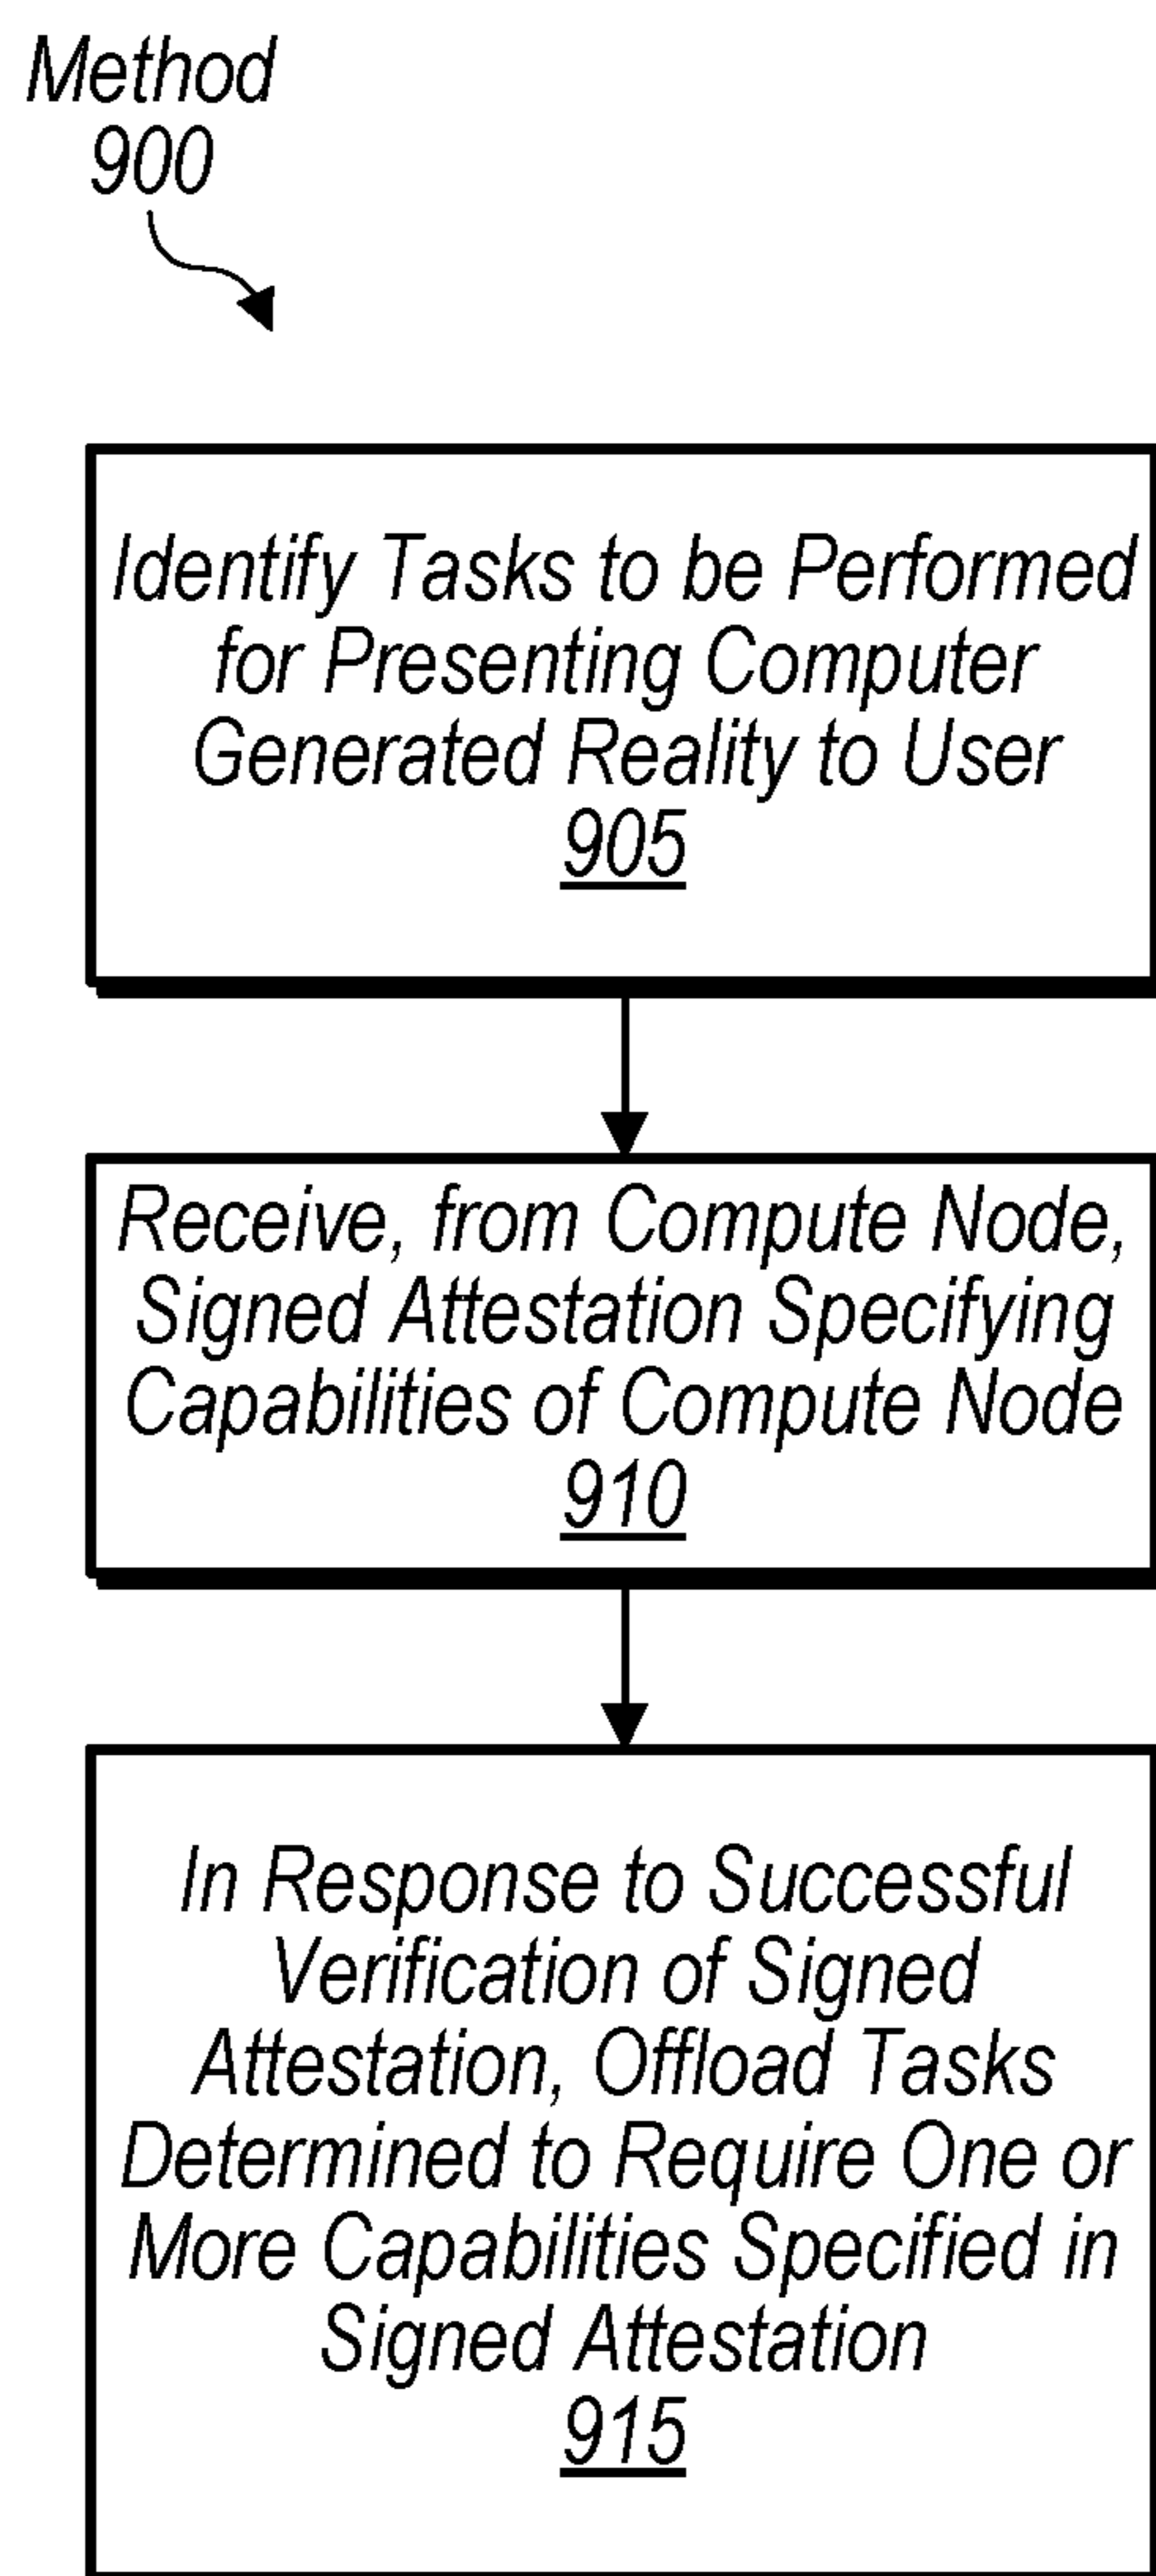 Method
900
Identify Tasks to be Performed
for Presenting Computer
Generated Reality to User
905
Receive, from Compute Node,
Signed Attestation Specifying
Capabilities of Compute Node
910
In Response to Successful
Verification of Signed
Attestation, Offload Tasks
Determined to Require One or
More Capabilities Specified in
Signed Attestation
915